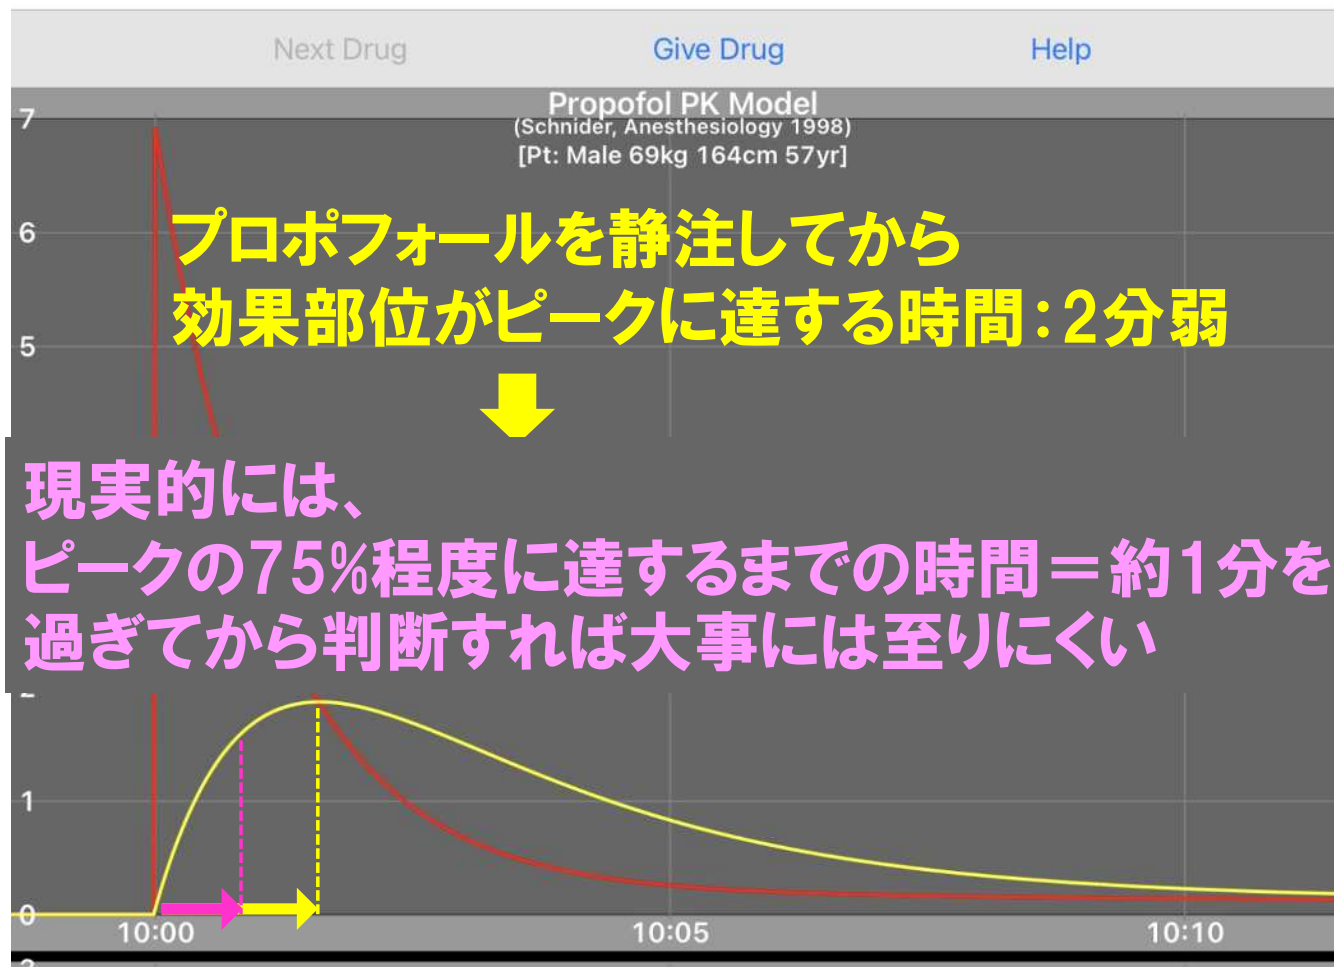 Next Drug Give Drug Help
Propofol PK Model
(Schnider, Anesthesiology 1998)
[Pt: Male 69kg 164cm 57yr]
7
6
プロポフォールを静注してから
効果部位がピークに達する時間：2分弱
5
現実的には、
ピークの75%程度に達するまでの時間＝約1分を
過ぎてから判断すれば大事には至りにくい
1
0
10:00 10:05 10:10